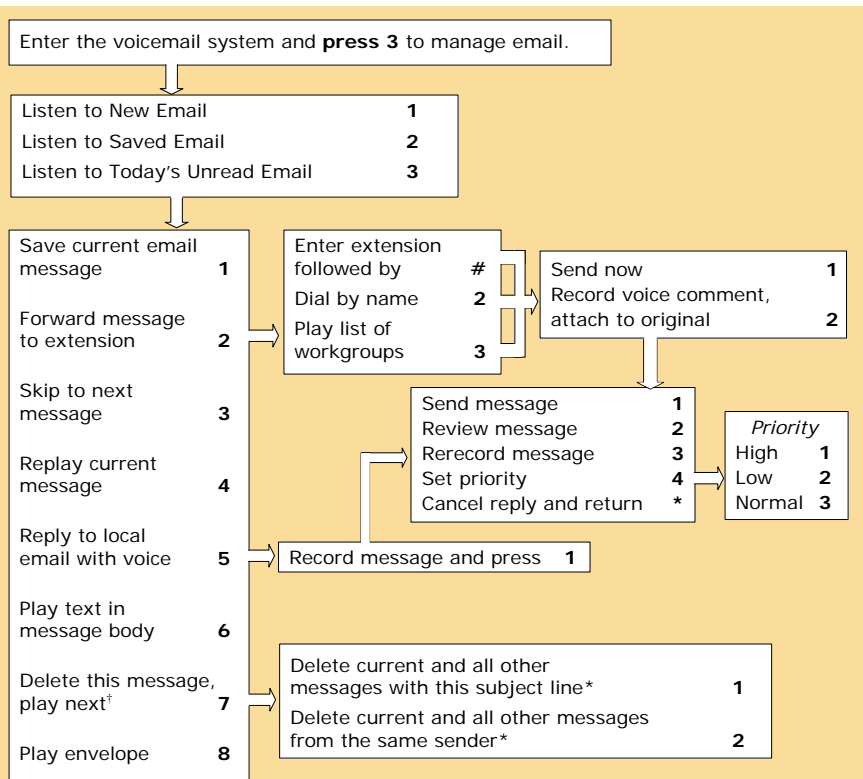 Enter the voicemail system and press 3 to manage email.
Listen to New Email 1
Listen to Saved Email 2
Listen to Today's Unread Email 3
Save current email
message 1
Forward message
to extension 2
Skip to next
message 3
Replay current
message 4
Reply to local
email with voice 5
Play text in
message body 6
Delete this message,
play next† 7
Play envelope 8
Enter extension
followed by #
Dial by name 2
Play list of
workgroups 3
Send now 1
Record voice comment,
attach to original 2
Send message 1
Review message 2
Rerecord message 3
Set priority 4
Cancel reply and return *
Priority
High 1
Low 2
Normal 3
Record message and press 1
Delete current and all other
messages with this subject line* 1
Delete current and all other messages
from the same sender* 2